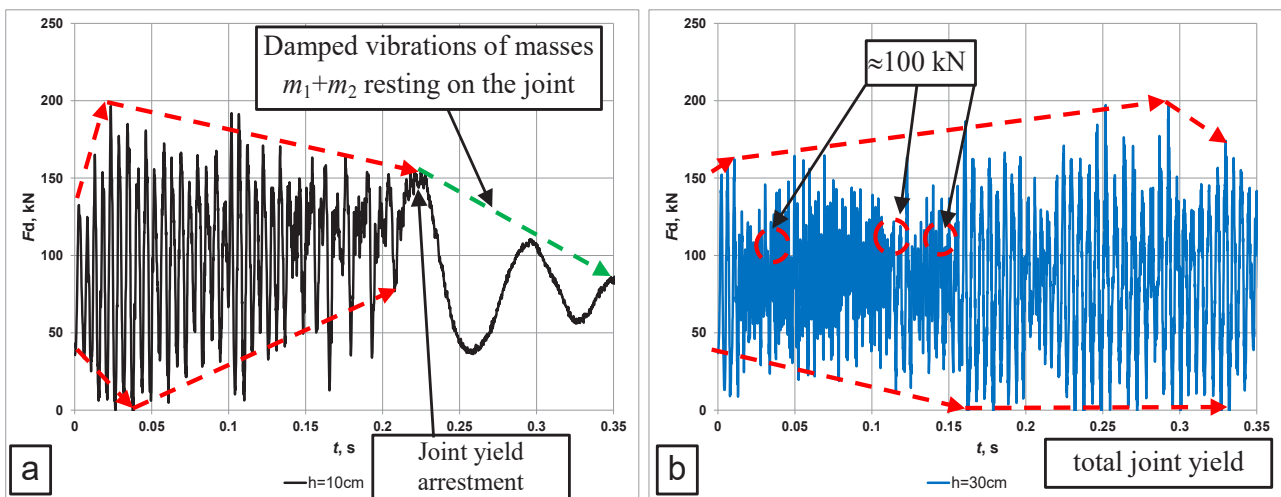 250
200
150
100
50
0
Fd, kN
0
0.05
0.1
0.15
0.2
0.25
0.3
0.35
t, s
Damped vibrations of masses
m1+m2 resting on the joint
Joint yield
arrestment
h=10cm
a
250
200
150
100
50
0
Fd, kN
0
0.05
0.1
0.15
0.2
0.25
0.3
0.35
t, s
≈100 kN
total joint yield
h=30cm
b